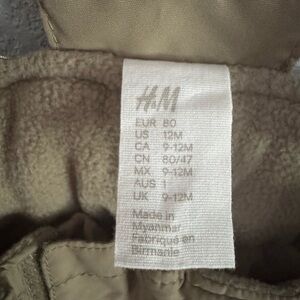 H&M
EUR 80
US 12M
CA 9-12M
CN 80/47
MX 9-12M
AUS 1
UK 9-12M
Made in
Myanmar
Fabriqué en
Birmanie